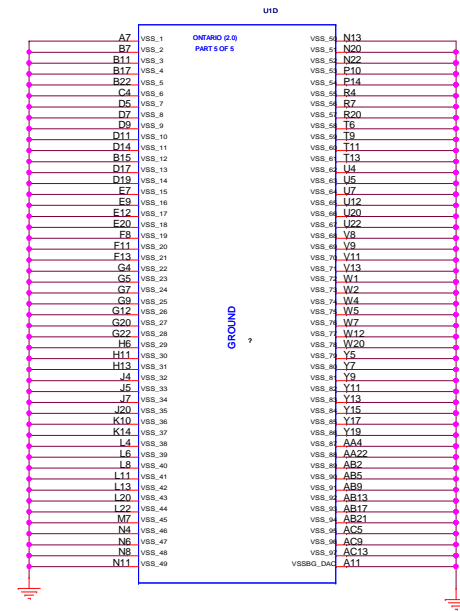 U1D
ONTARIO (2.0)
PART 5 OF 5
A7 VSS_1 VSS_50 N13
B7 VSS_2 VSS_51 N20
B11 VSS_3 VSS_52 N22
B17 VSS_4 VSS_53 P10
B22 VSS_5 VSS_54 P14
C4 VSS_6 VSS_55 R4
D5 VSS_7 VSS_56 R7
D7 VSS_8 VSS_57 R20
D9 VSS_9 VSS_58 T6
D11 VSS_10 VSS_59 T9
D14 VSS_11 VSS_60 T11
B15 VSS_12 VSS_61 T13
D17 VSS_13 VSS_62 U4
D19 VSS_14 VSS_63 U5
E7 VSS_15 VSS_64 U7
E9 VSS_16 VSS_65 U12
E12 VSS_17 VSS_66 U20
E20 VSS_18 VSS_67 U22
F8 VSS_19 VSS_68 V8
F11 VSS_20 VSS_69 V9
F13 VSS_21 VSS_70 V11
G4 VSS_22 VSS_71 V13
G5 VSS_23 VSS_72 W1
G7 VSS_24 VSS_73 W2
G9 VSS_25 VSS_74 W4
G12 VSS_26 VSS_75 W5
G20 VSS_27 VSS_76 W7
G22 VSS_28 VSS_77 W12
H6 VSS_29 VSS_78 W20
H11 VSS_30 VSS_79 Y5
H13 VSS_31 VSS_80 Y7
J4 VSS_32 VSS_81 Y9
J5 VSS_33 VSS_82 Y11
J7 VSS_34 VSS_83 Y13
J20 VSS_35 VSS_84 Y15
K10 VSS_36 VSS_85 Y17
K14 VSS_37 VSS_86 Y19
L4 VSS_38 VSS_87 AA4
L6 VSS_39 VSS_88 AA22
L8 VSS_40 VSS_89 AB2
L11 VSS_41 VSS_90 AB5
L13 VSS_42 VSS_91 AB9
L20 VSS_43 VSS_92 AB13
L22 VSS_44 VSS_93 AB17
M7 VSS_45 VSS_94 AB21
N4 VSS_46 VSS_95 AC5
N6 VSS_47 VSS_96 AC9
N8 VSS_48 VSS_97 AC13
N11 VSS_49 VSSBG_DAC A11
GROUND
?